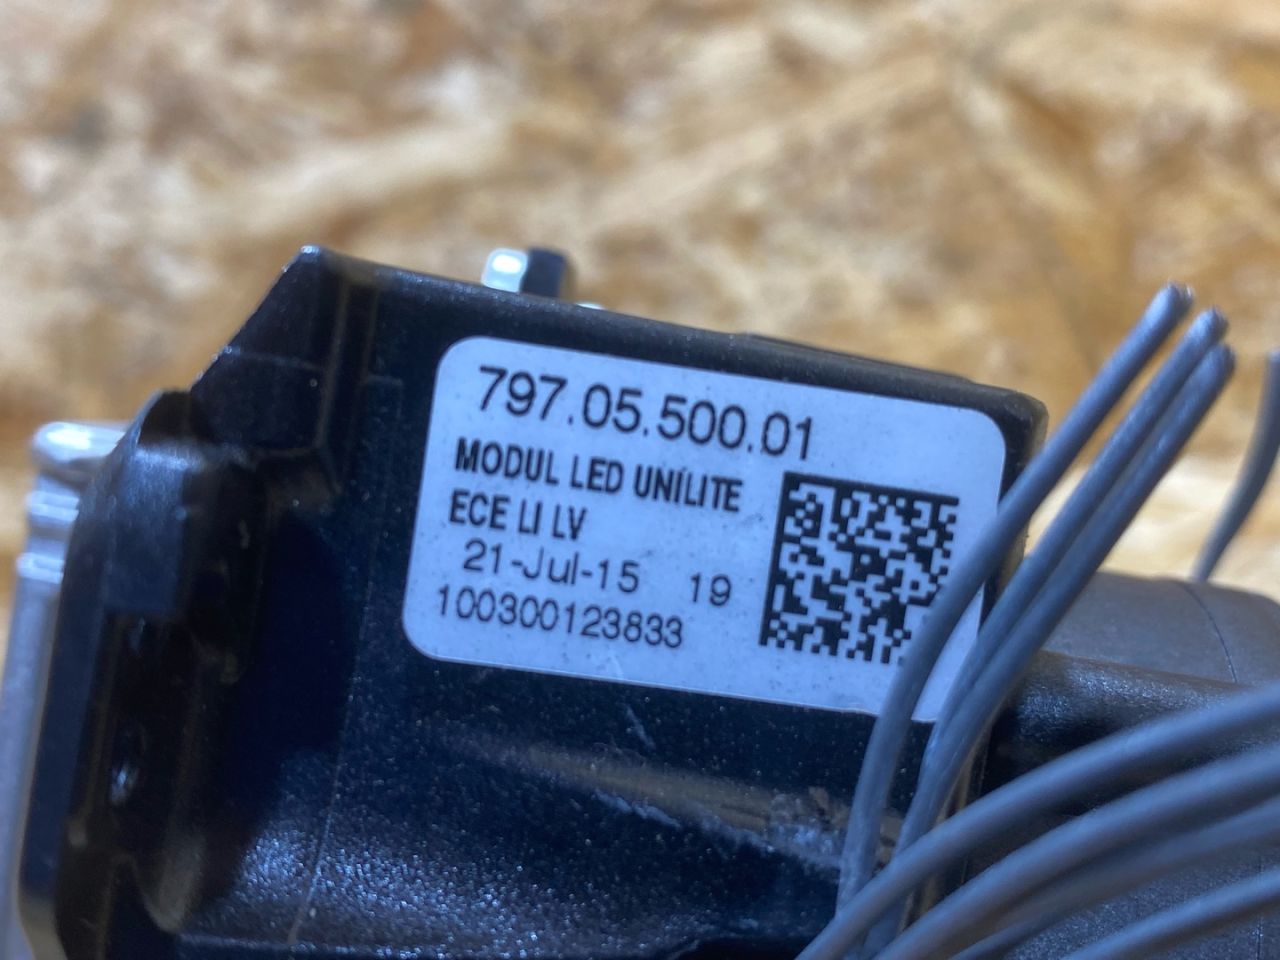 797.05.500.01
MODUL LED UNILITE
ECE LI LV
21-Jul-15 19
100300123833